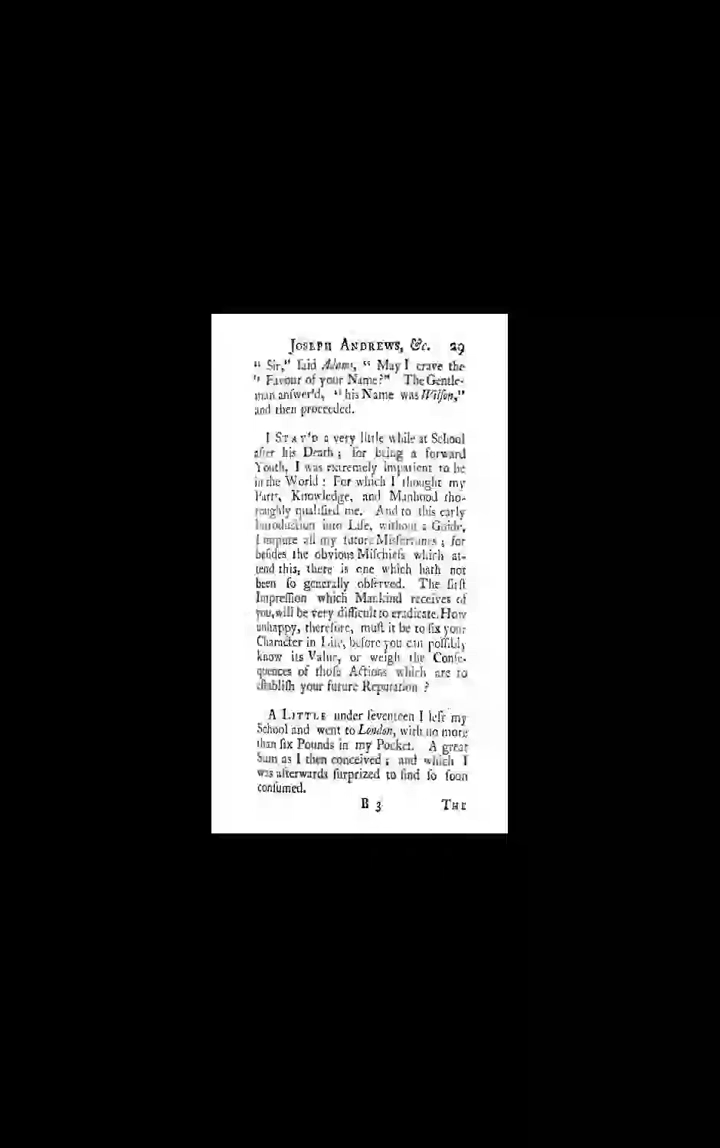 JOSEPH ANDREWS, &c. 29
“ Sir,” ſaid Adams, “ May I crave the
“ Favour of your Name?” The Gentle-
man anſwer'd, “ his Name was Wilſon,”
and then proceeded.
I STAY'D a very little while at School
after his Death ; for being a forward
Youth, I was extremely impatient to be
in the World : For which I thought my
Parts, Knowledge, and Manhood tho-
roughly qualified me. And to this early
Introduction into Life, without a Guide,
I impute all my future Misfortunes ; for
beſides the obvious Miſchiefs which at-
tend this, there is one which hath not
been ſo generally obſerved. The firſt
Impreſſion which Mankind receives of
you, will be very difficult to eradicate. How
unhappy, therefore, muſt it be to fix your
Character in Life, before you can poſſibly
know its Value, or weigh the Conſe-
quences of thoſe Actions which are to
eſtabliſh your future Reputation ?
A LITTLE under ſeventeen I left my
School and went to London, with no more
than ſix Pounds in my Pocket. A great
Sum as I then conceived ; and which I
was afterwards ſurprized to find ſo ſoon
conſumed.
B 3 THE